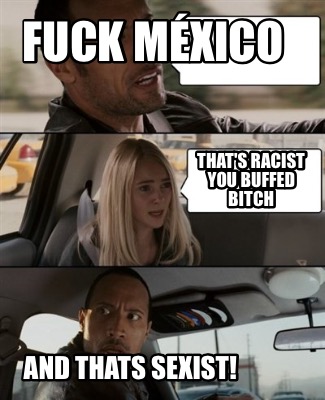 FUCK MÉXICO
THAT'S RACIST
YOU BUFFED
BITCH
AND THATS SEXIST!